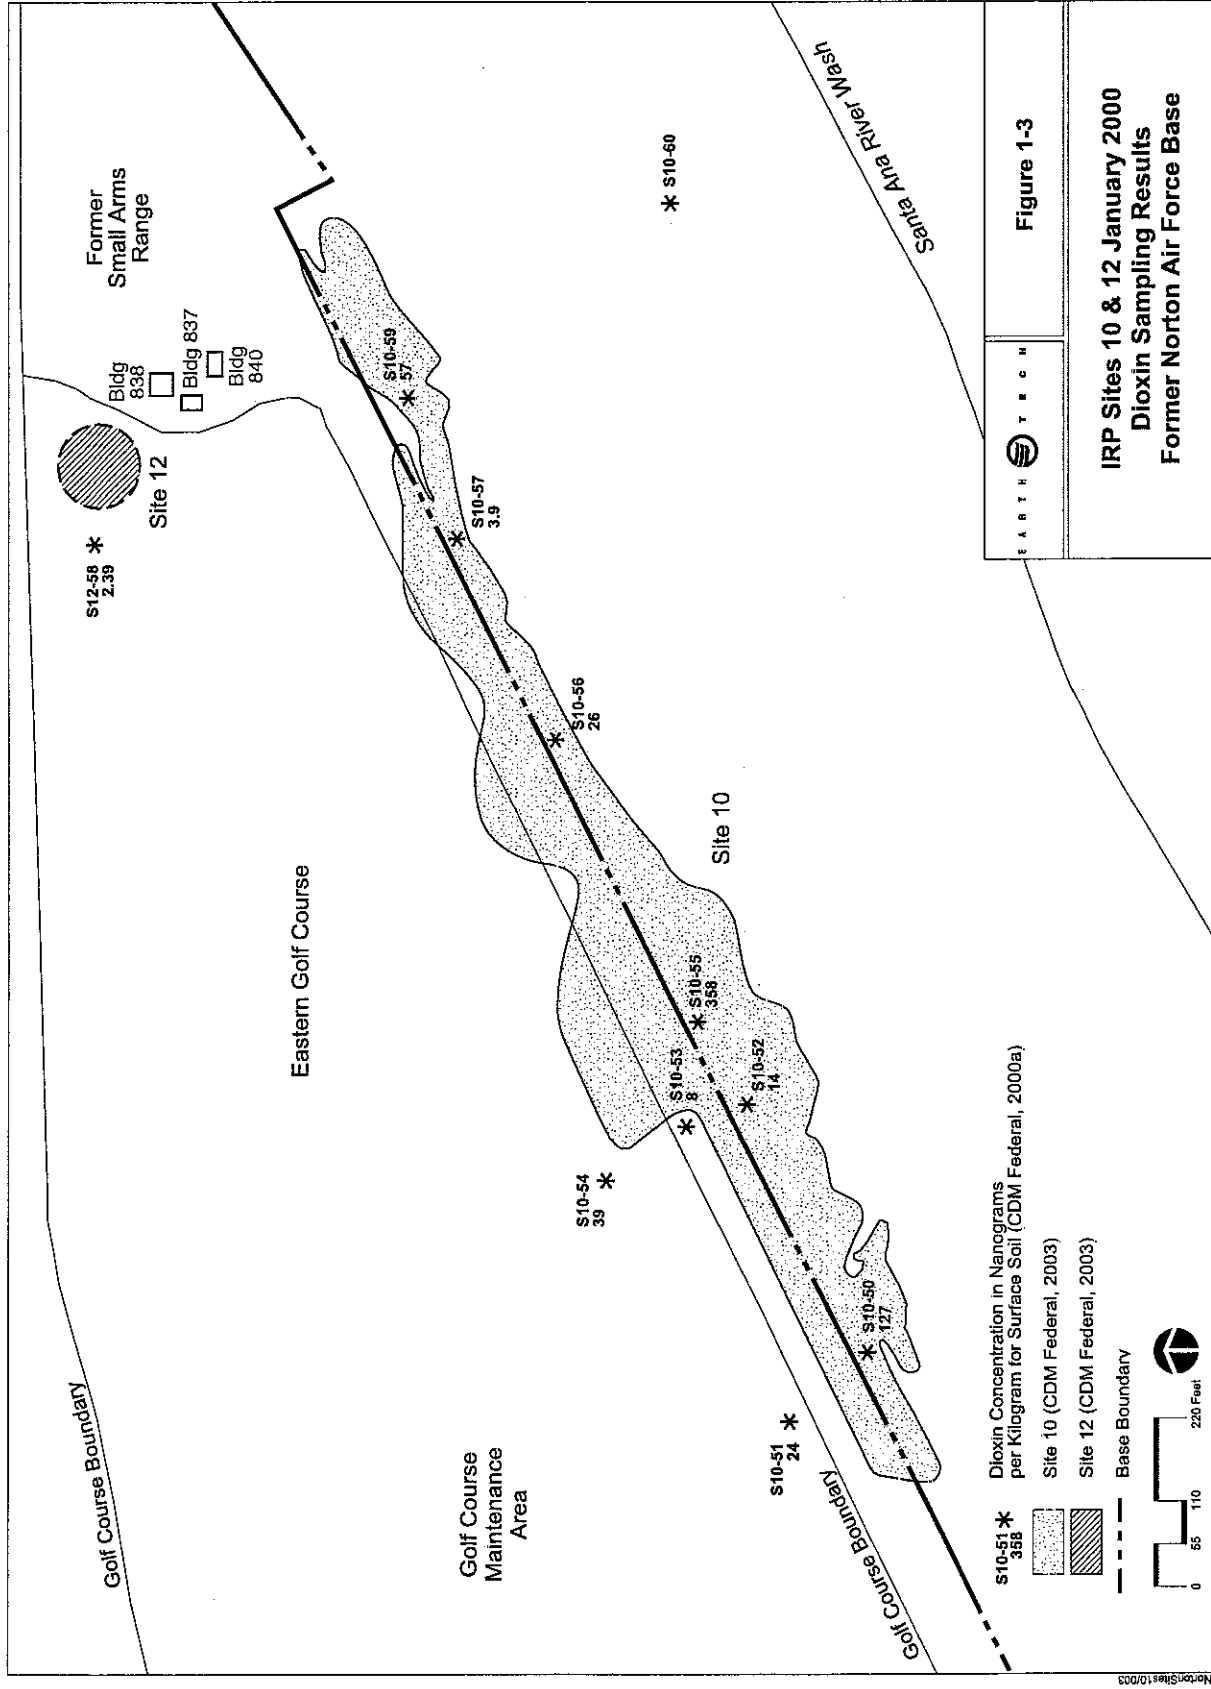 Golf Course Boundary
Golf Course
Maintenance
Area
Eastern Golf Course
Former
Small Arms
Range
Bldg
838
Bldg 837
Bldg
840
Site 12
S12-58
2.39
S10-59
57
S10-57
3.9
S10-56
26
S10-60
Santa Ana River Wash
Site 10
S10-55
358
S10-53
8
S10-52
14
S10-54
39
S10-50
127
S10-51
24
Golf Course Boundary
S10-51
358
Dioxin Concentration in Nanograms
per Kilogram for Surface Soil (CDM Federal, 2000a)
Site 10 (CDM Federal, 2003)
Site 12 (CDM Federal, 2003)
Base Boundary
0 55 110 220 Feet
EARTH TECH
Figure 1-3
IRP Sites 10 & 12 January 2000
Dioxin Sampling Results
Former Norton Air Force Base
NortonSites10/003